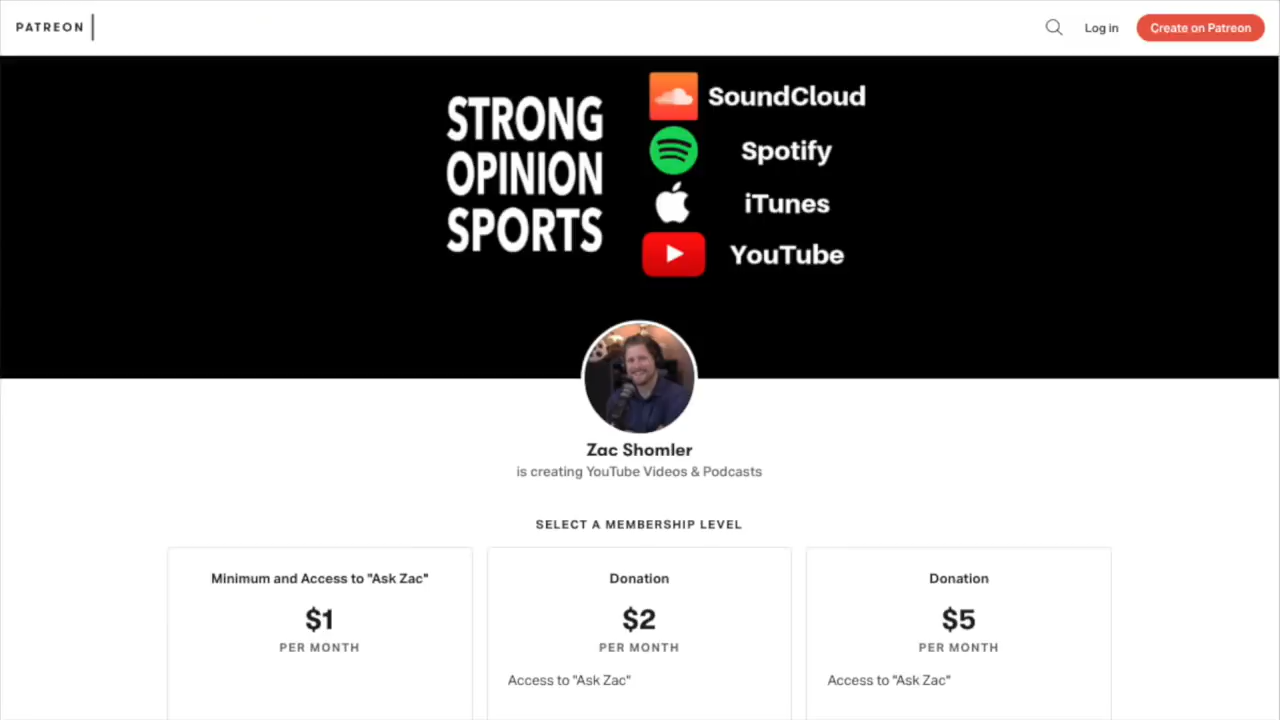 PATREON
Log in
Create on Patreon
STRONG
OPINION
SPORTS
SoundCloud
Spotify
iTunes
YouTube
Zac Shomler
is creating YouTube Videos & Podcasts
SELECT A MEMBERSHIP LEVEL
Minimum and Access to "Ask Zac"
$1
PER MONTH
Donation
$2
PER MONTH
Access to "Ask Zac"
Donation
$5
PER MONTH
Access to "Ask Zac"